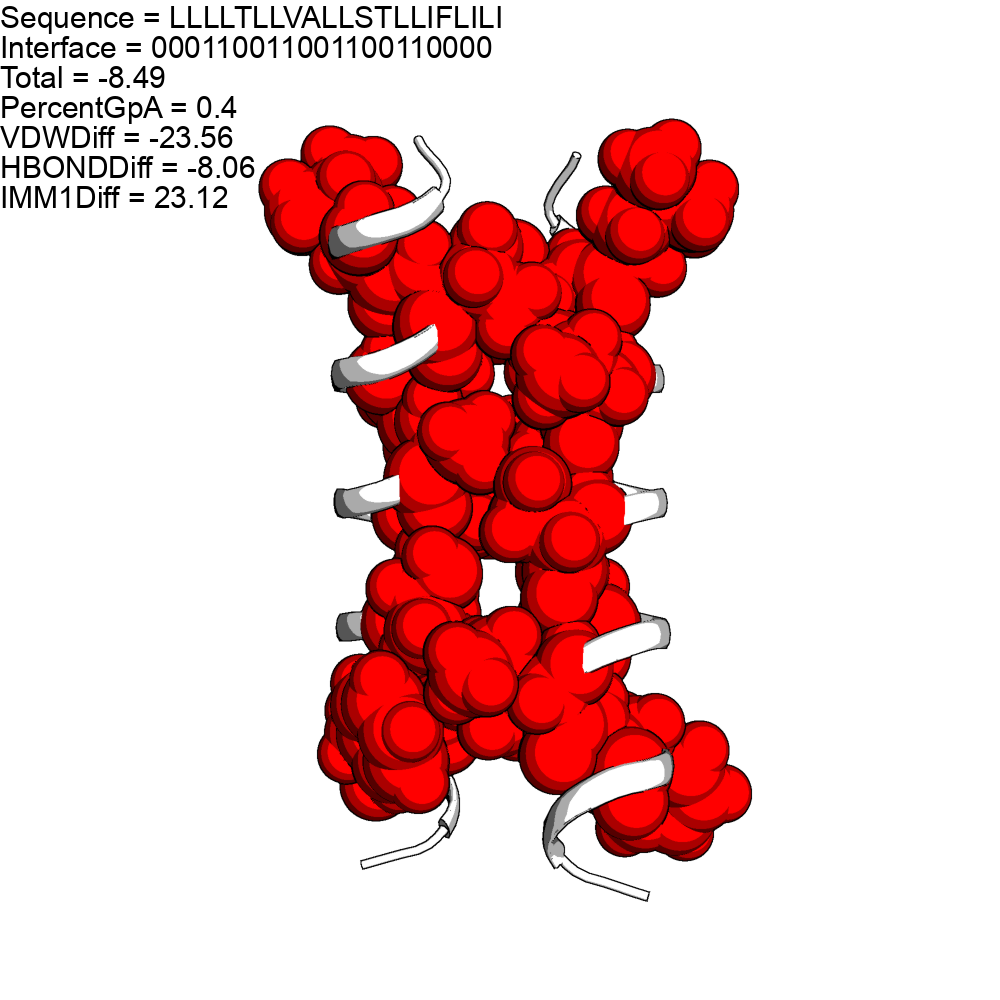 Sequence = LLLLTLLVALLSTLLIFLILI
Interface = 000110011001100110000
Total = -8.49
PercentGpA = 0.4
VDWDiff = -23.56
HBONDDiff = -8.06
IMM1Diff = 23.12